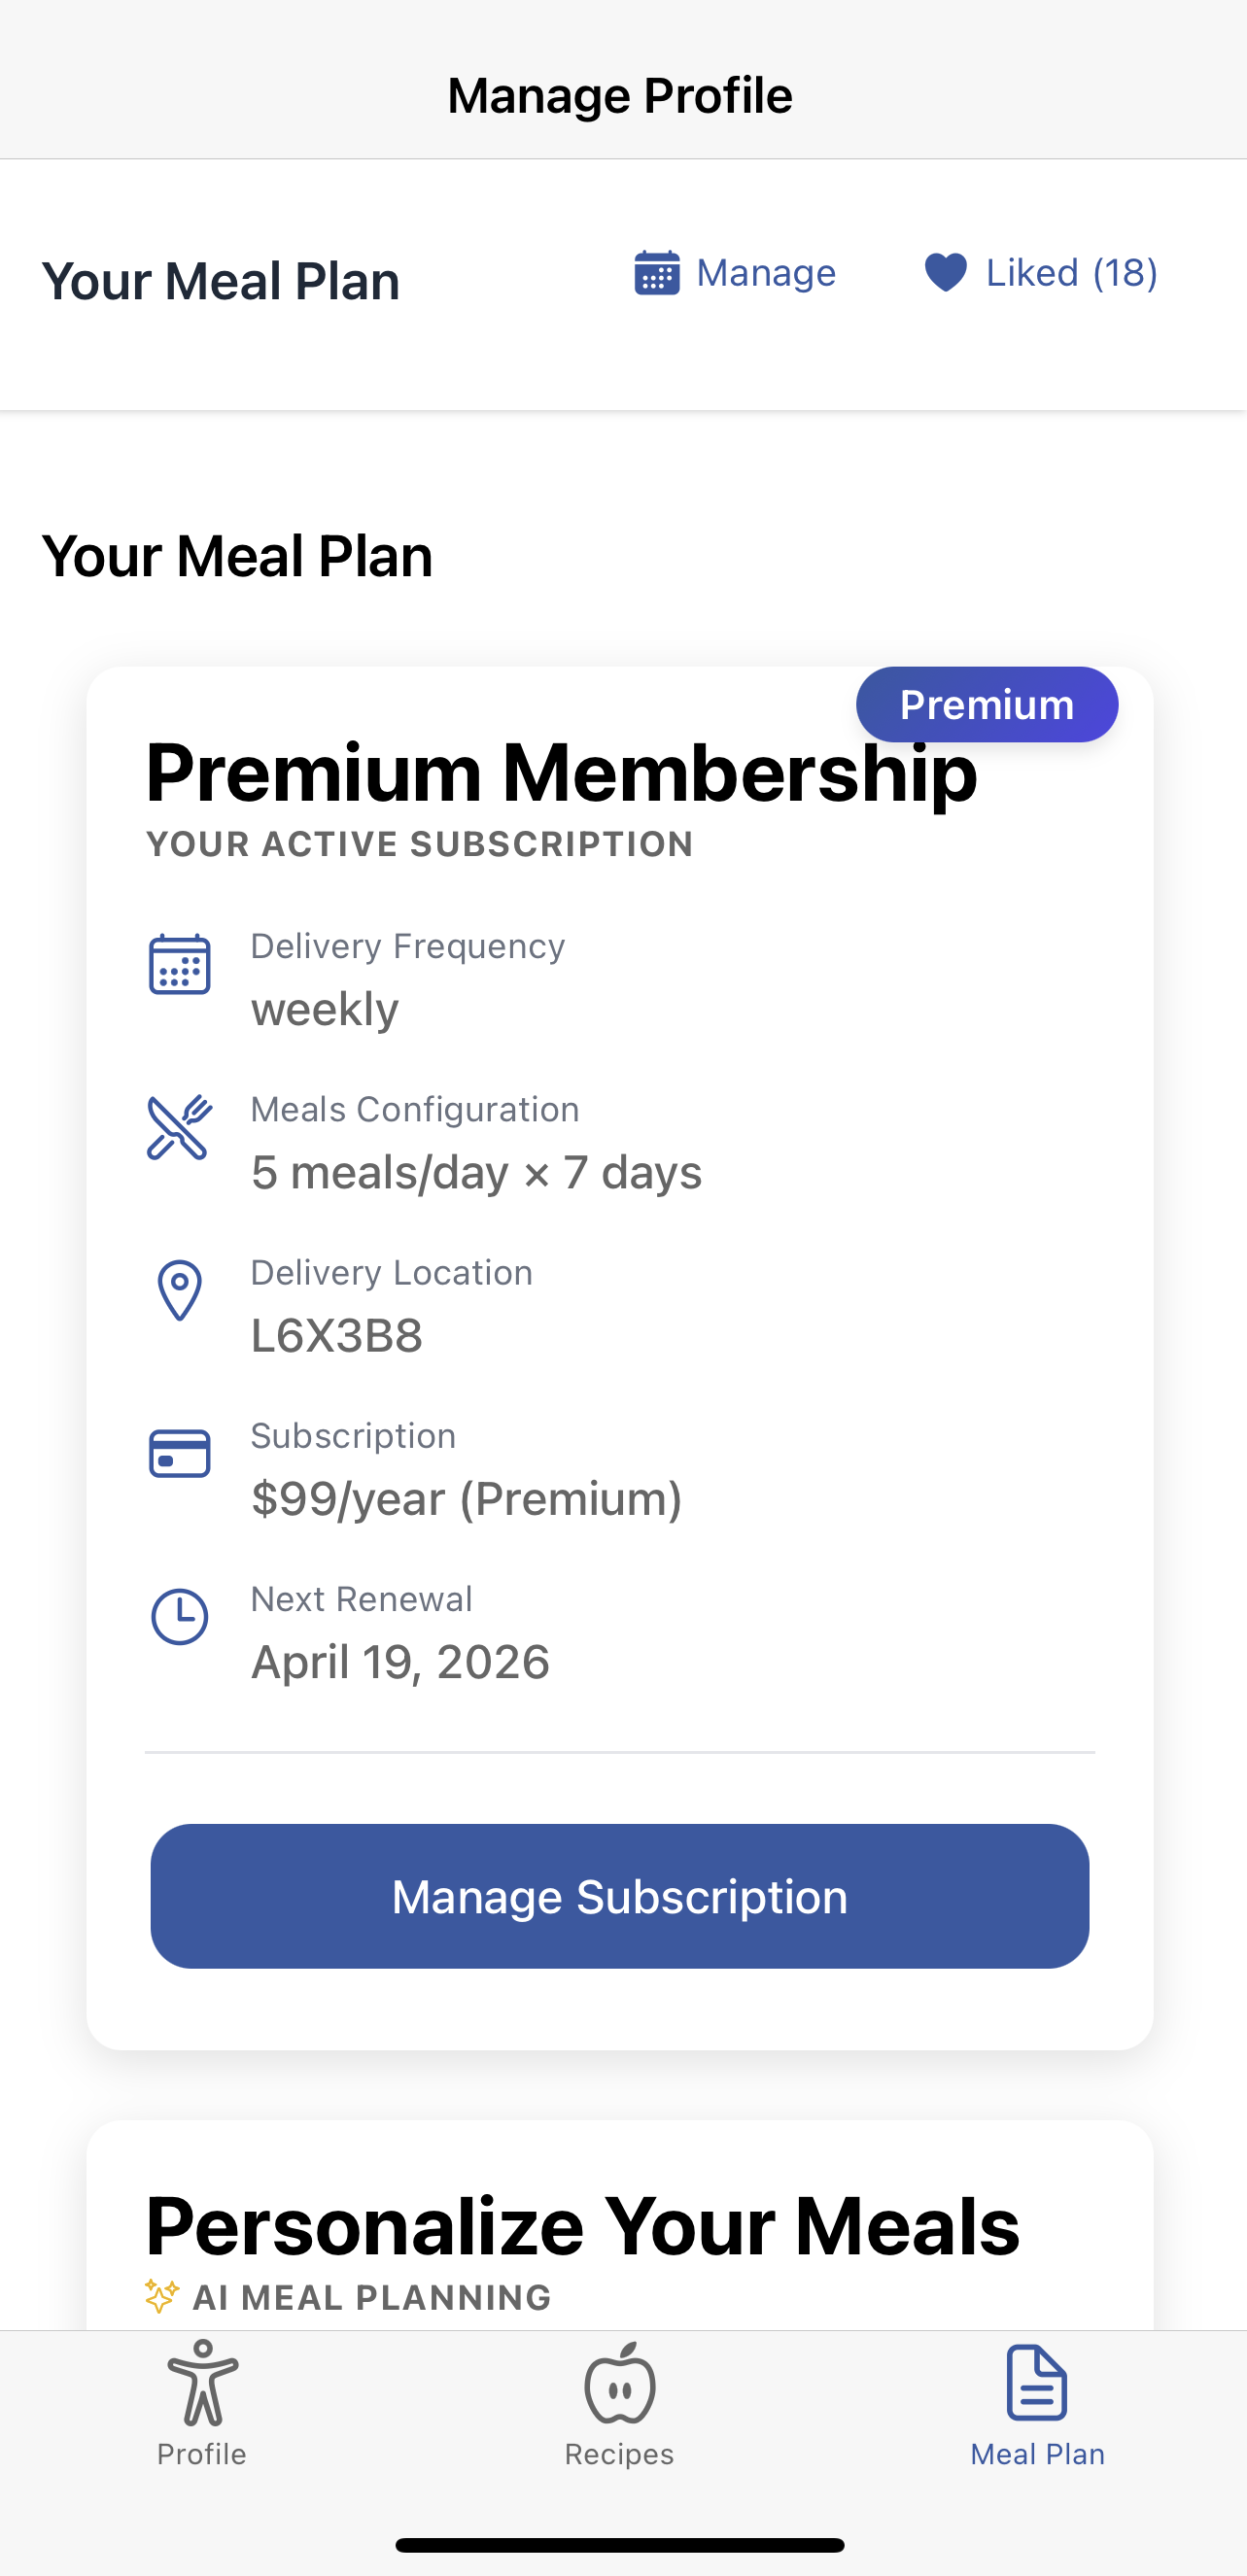 Manage Profile
Your Meal Plan
Manage
Liked (18)
Your Meal Plan
Premium
Premium Membership
YOUR ACTIVE SUBSCRIPTION
Delivery Frequency
weekly
Meals Configuration
5 meals/day × 7 days
Delivery Location
L6X3B8
Subscription
$99/year (Premium)
Next Renewal
April 19, 2026
Manage Subscription
Personalize Your Meals
AI MEAL PLANNING
Profile
Recipes
Meal Plan